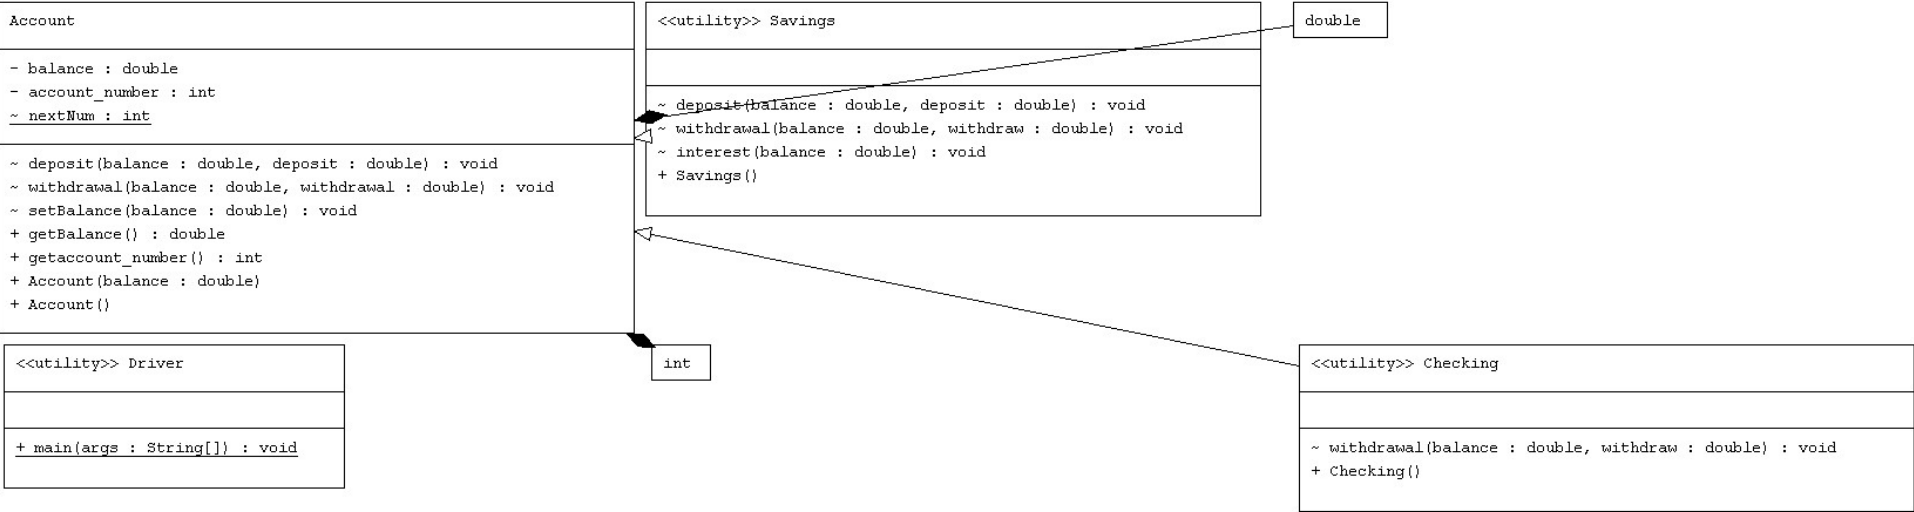 Account
- balance : double
- account_number : int
~ nextNum : int
~ deposit(balance : double, deposit : double) : void
~ withdrawal(balance : double, withdrawal : double) : void
~ setBalance(balance : double) : void
+ getBalance() : double
+ getaccount_number() : int
+ Account(balance : double)
+ Account()
<<utility>> Savings
~ deposit(balance : double, deposit : double) : void
~ withdrawal(balance : double, withdraw : double) : void
~ interest(balance : double) : void
+ Savings()
double
<<utility>> Driver
+ main(args : String[]) : void
int
<<utility>> Checking
~ withdrawal(balance : double, withdraw : double) : void
+ Checking()